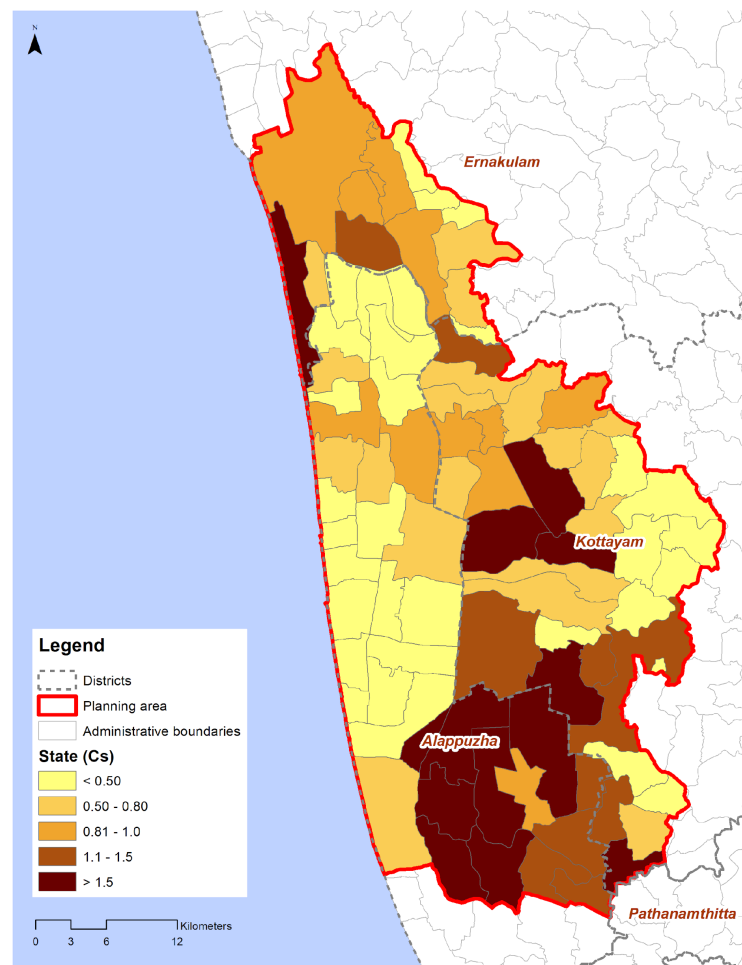 N
Ernakulam
Kottayam
Alappuzha
Pathanamthitta
Legend
Districts
Planning area
Administrative boundaries
State (Cs)
< 0.50
0.50 - 0.80
0.81 - 1.0
1.1 - 1.5
> 1.5
Kilometers
0 3 6 12